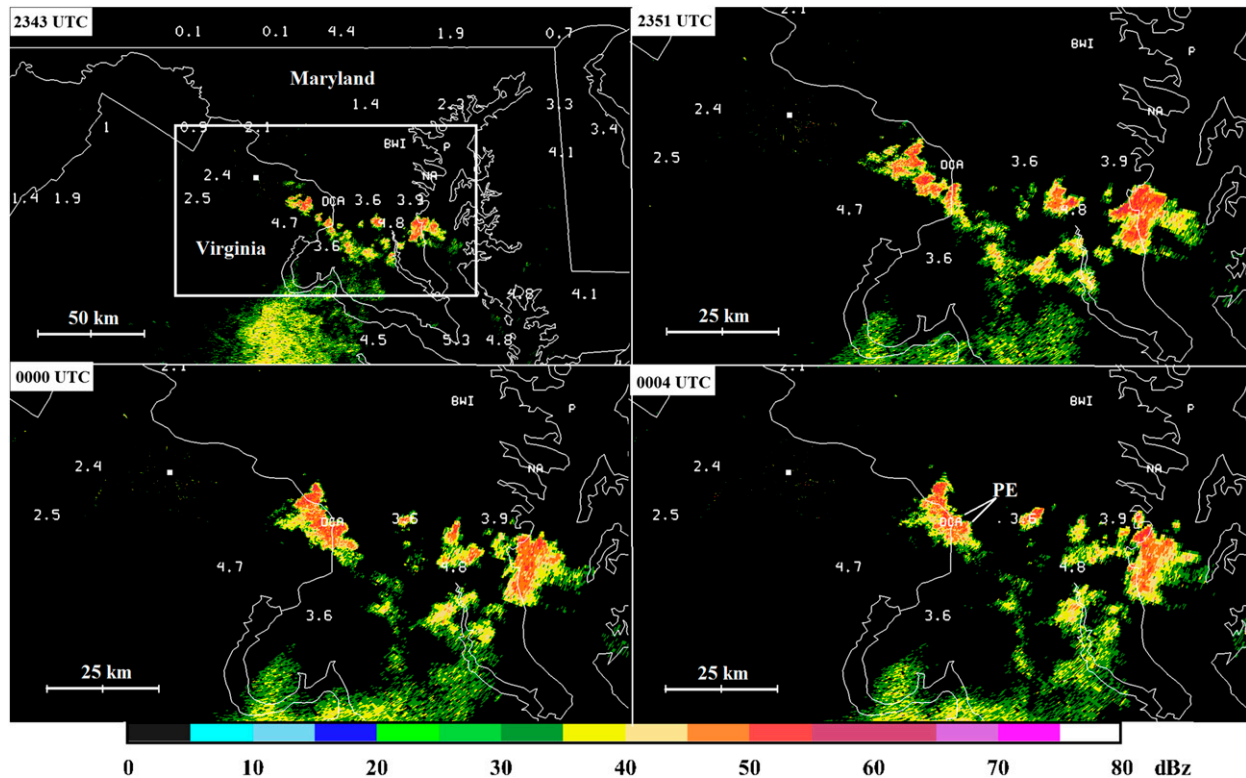 2343 UTC
0.1 0.1 4.4 1.9 0.7
Maryland
1.4 2.3 3.3
1 0.9 2.1 3.4
BWI P 4.1
2.4 NA
1.4 1.9 2.5 DCA 3.6 3.9
4.7 4.8
Virginia 3.6
4.8 4.1
50 km
4.5 5.3 4.8
2351 UTC
2.1
BWI P
2.4 NA
2.5 DCA 3.6 3.9
4.7 4.8
3.6
25 km
0000 UTC
2.1
BWI P
2.4 NA
2.5 DCA 3.6 3.9
4.7 4.8
3.6
25 km
0004 UTC
2.1
BWI P
2.4 NA
PE
2.5 DCA 3.6 3.9
4.7 4.8
3.6
25 km
0 10 20 30 40 50 60 70 80 dBz